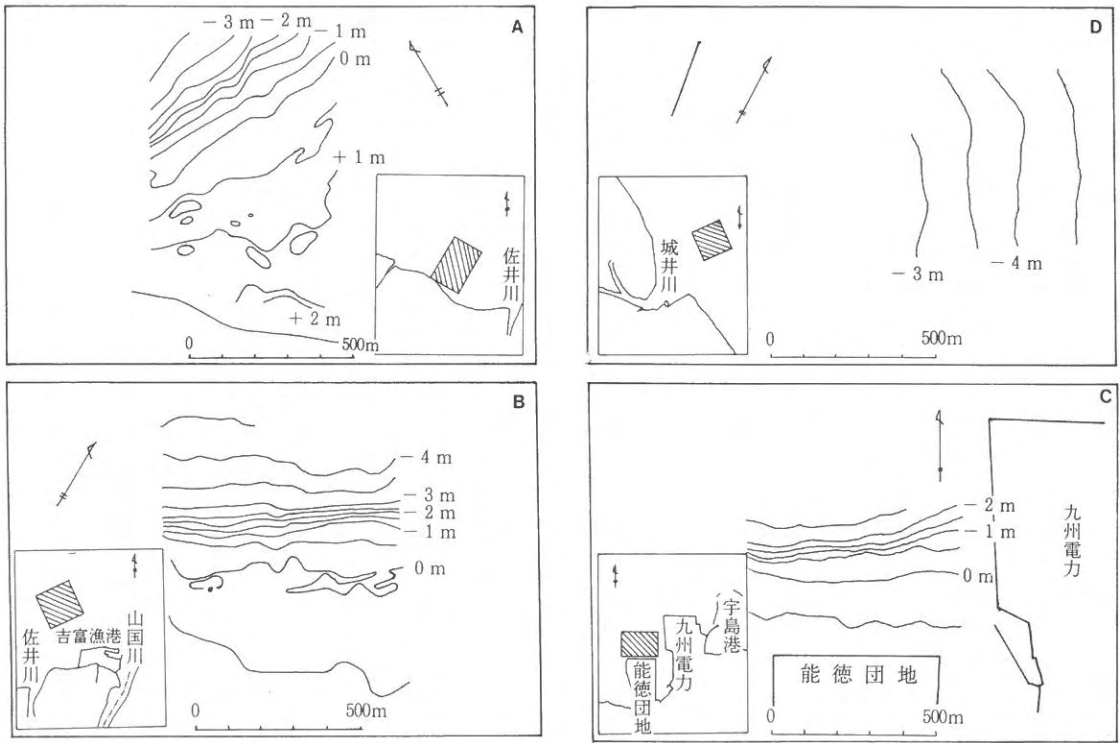 A
− 3 m
− 2 m
− 1 m
0 m
+ 1 m
+ 2 m
佐井川
0
500m
D
城井川
− 3 m
− 4 m
0
500m
B
− 4 m
− 3 m
− 2 m
− 1 m
0 m
佐井川
吉富漁港
山国川
0
500m
C
− 2 m
− 1 m
0 m
九州電力
宇島港
九州電力
能徳団地
能徳団地
0
500m